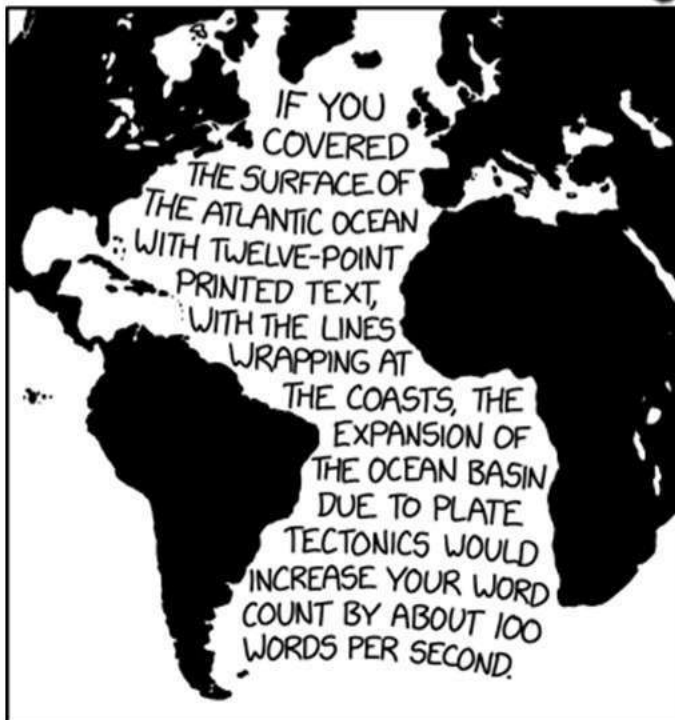 IF YOU
COVERED
THE SURFACE OF
THE ATLANTIC OCEAN
WITH TWELVE-POINT
PRINTED TEXT,
WITH THE LINES
WRAPPING AT
THE COASTS, THE
EXPANSION OF
THE OCEAN BASIN
DUE TO PLATE
TECTONICS WOULD
INCREASE YOUR WORD
COUNT BY ABOUT 100
WORDS PER SECOND.